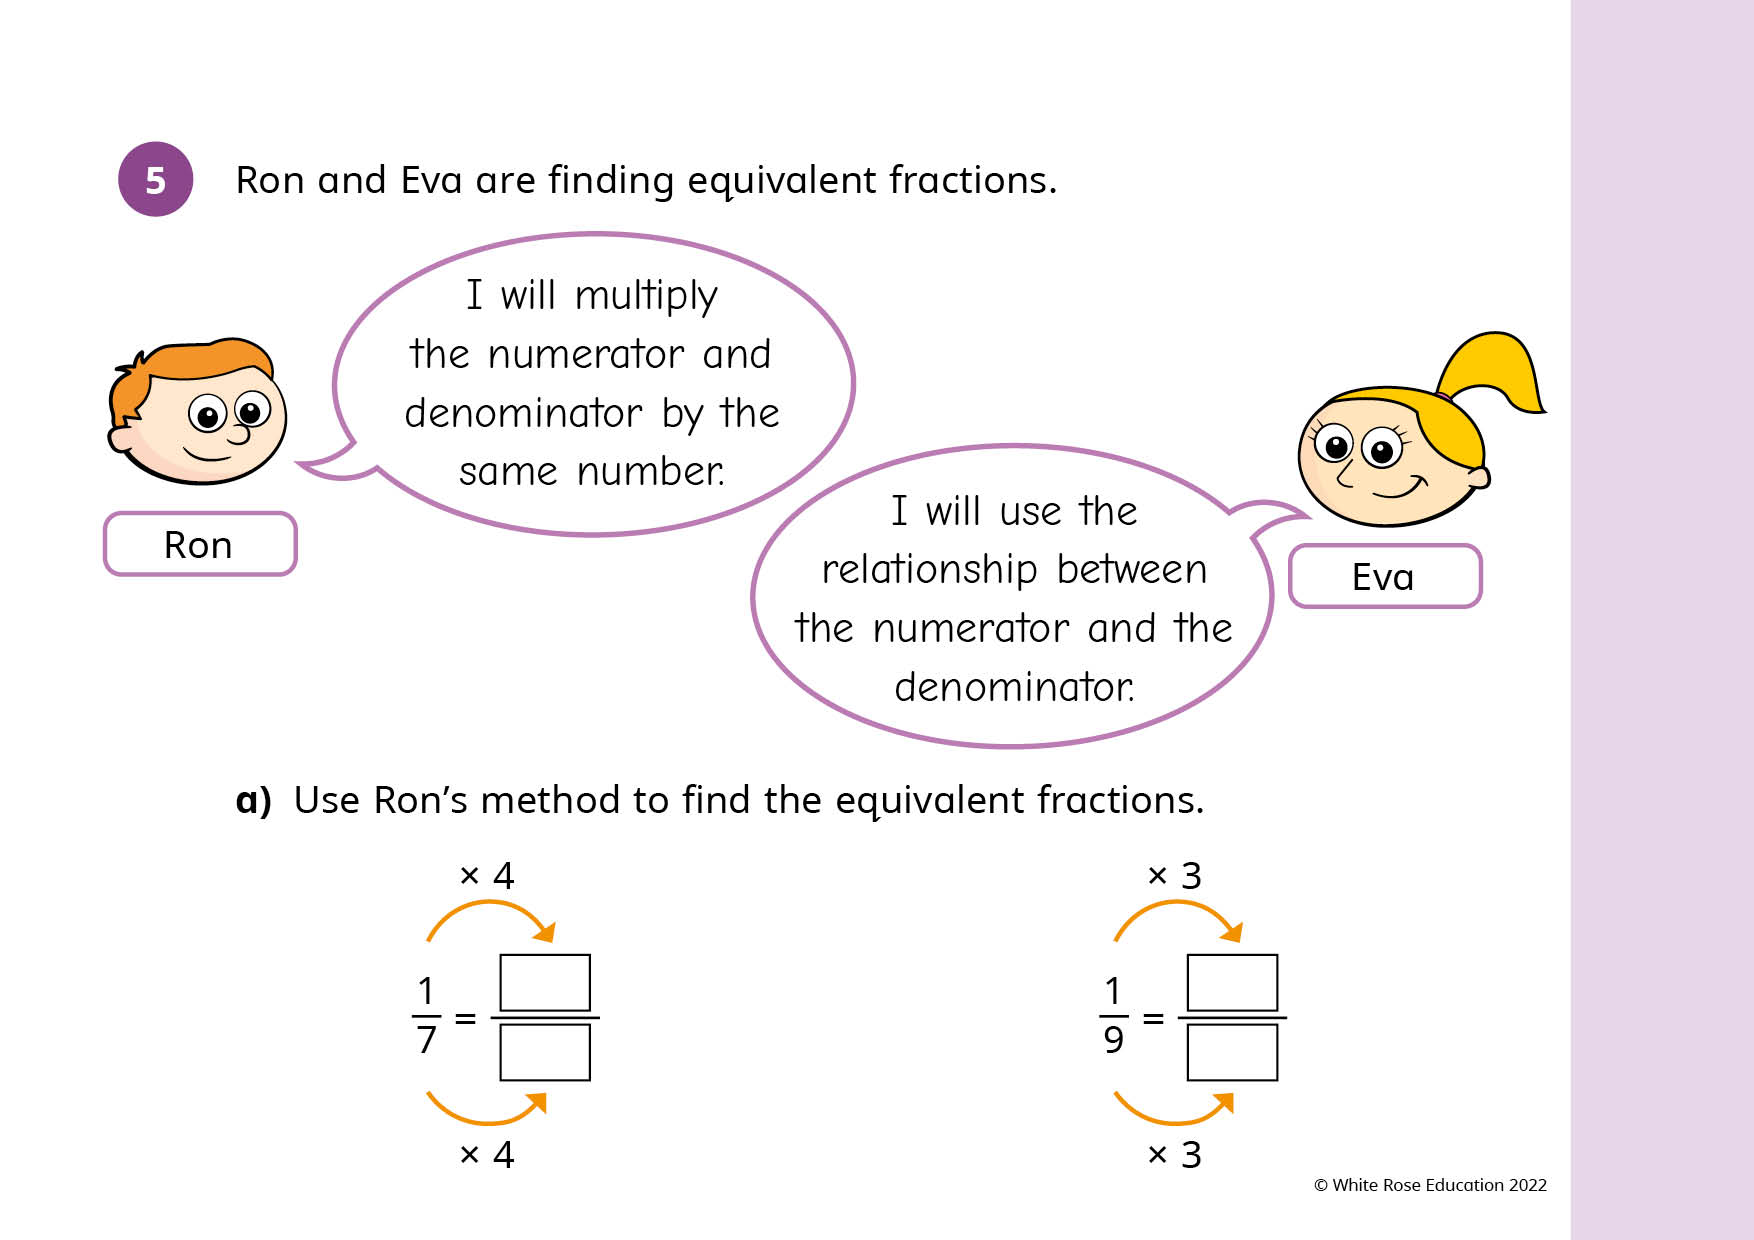 5 Ron and Eva are finding equivalent fractions.
I will multiply
the numerator and
denominator by the
same number.
Ron
I will use the
relationship between
the numerator and the
denominator.
Eva
a) Use Ron’s method to find the equivalent fractions.
× 4
1
7
=
× 4
× 3
1
9
=
× 3
© White Rose Education 2022